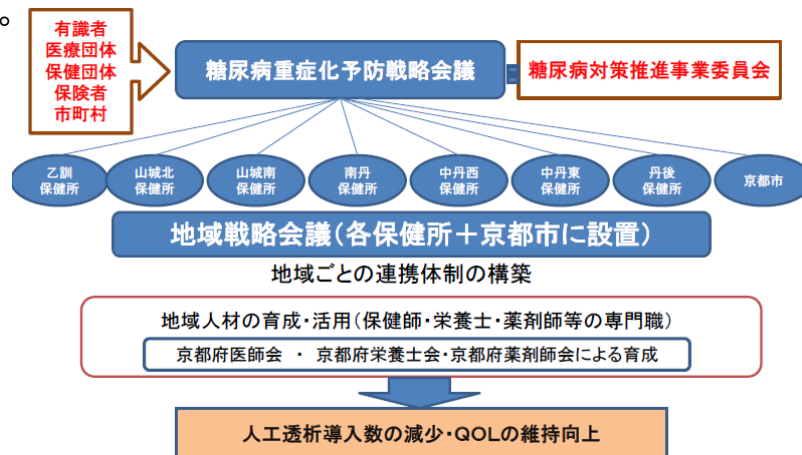 。
有識者
医療団体
保健団体
保険者
市町村
糖尿病重症化予防戦略会議
糖尿病対策推進事業委員会
乙訓
保健所
山城北
保健所
山城南
保健所
南丹
保健所
中丹西
保健所
中丹東
保健所
丹後
保健所
京都市
地域戦略会議(各保健所+京都市に設置)
地域ごとの連携体制の構築
地域人材の育成・活用(保健師・栄養士・薬剤師等の専門職)
京都府医師会 ・ 京都府栄養士会・京都府薬剤師会による育成
人工透析導入数の減少・QOLの維持向上